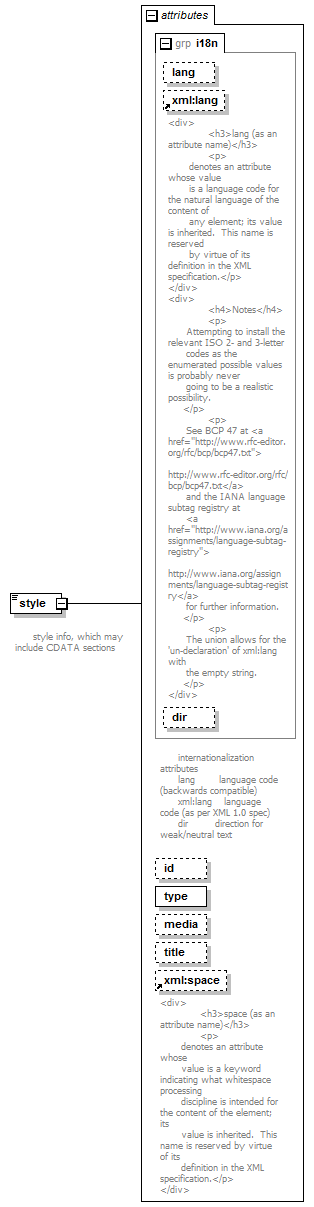 attributes
grp i18n
lang
xml:lang
<div>
<h3>lang (as an
attribute name)</h3>
<p>
denotes an attribute
whose value
is a language code for
the natural language of the
content of
any element; its value
is inherited.  This name is
reserved
by virtue of its
definition in the XML
specification.</p>
</div>
<div>
<h4>Notes</h4>
<p>
Attempting to install the
relevant ISO 2- and 3-letter
codes as the
enumerated possible values
is probably never
going to be a realistic
possibility.
</p>
<p>
See BCP 47 at <a
href="http://www.rfc-editor.
org/rfc/bcp/bcp47.txt">
http://www.rfc-editor.org/rfc/
bcp/bcp47.txt</a>
and the IANA language
subtag registry at
<a
href="http://www.iana.org/a
ssignments/language-subtag-
registry">
http://www.iana.org/assign
ments/language-subtag-regist
ry</a>
for further information.
</p>
<p>
The union allows for the
'un-declaration' of xml:lang
with
the empty string.
</p>
</div>
dir
internationalization
attributes
lang language code
(backwards compatible)
xml:lang language
code (as per XML 1.0 spec)
dir direction for
weak/neutral text
style
style info, which may
include CDATA sections
id
type
media
title
xml:space
<div>
<h3>space (as an
attribute name)</h3>
<p>
denotes an attribute
whose
value is a keyword
indicating what whitespace
processing
discipline is intended for
the content of the element;
its
value is inherited.  This
name is reserved by virtue
of its
definition in the XML
specification.</p>
</div>